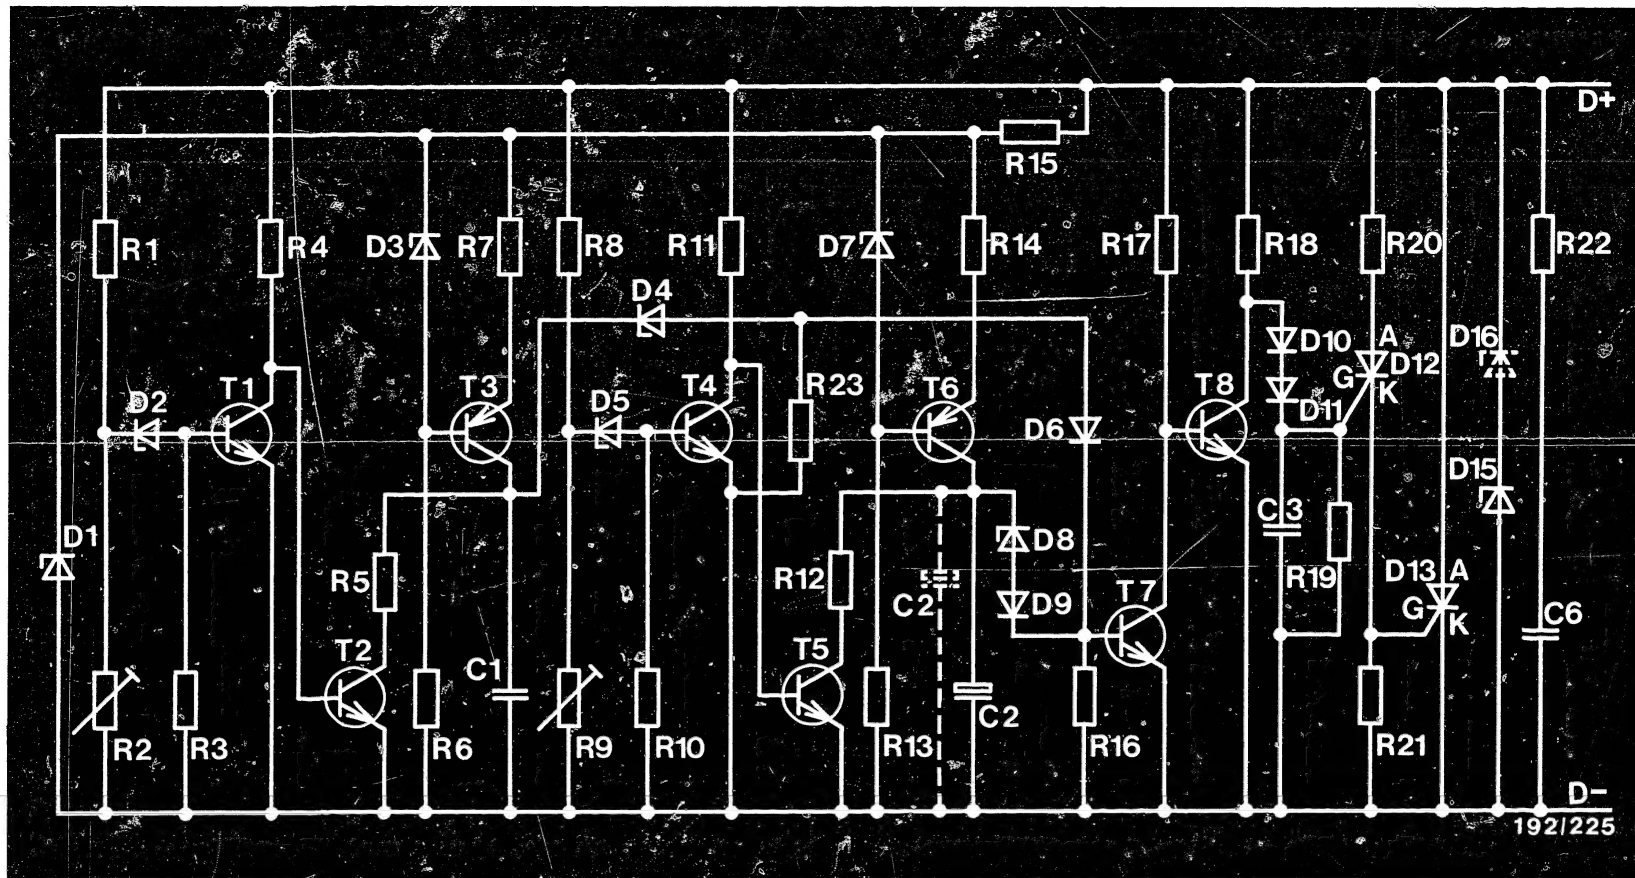 D+
R15
R1
R4
D3
R7
R8
R11
D7
R14
R17
R18
R20
R22
D4
D10
A
D12
G
K
D16
D2
T1
T3
D5
T4
R23
T6
D6
T8
D11
D1
R5
R12
C2
D8
D9
T7
C3
R19
D13
A
G
K
D15
C6
T2
C1
T5
R2
R3
R6
R9
R10
R13
C2
R16
R21
D-
192/225